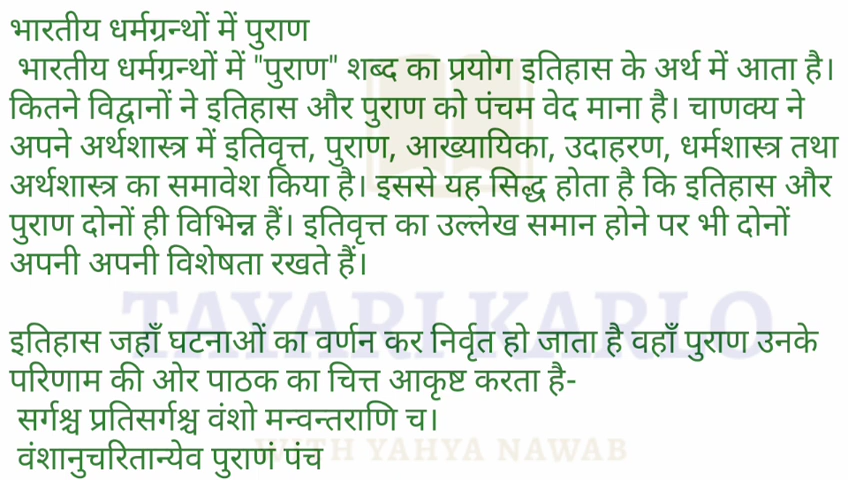 भारतीय धर्मग्रन्थों में पुराण
भारतीय धर्मग्रन्थों में "पुराण" शब्द का प्रयोग इतिहास के अर्थ में आता है।
कितने विद्वानों ने इतिहास और पुराण को पंचम वेद माना है। चाणक्य ने
अपने अर्थशास्त्र में इतिवृत्त, पुराण, आख्यायिका, उदाहरण, धर्मशास्त्र तथा
अर्थशास्त्र का समावेश किया है। इससे यह सिद्ध होता है कि इतिहास और
पुराण दोनों ही विभिन्न हैं। इतिवृत्त का उल्लेख समान होने पर भी दोनों
अपनी अपनी विशेषता रखते हैं।
TAYARI KARLO
इतिहास जहाँ घटनाओं का वर्णन कर निर्वृत हो जाता है वहाँ पुराण उनके
परिणाम की ओर पाठक का चित्त आकृष्ट करता है-
सर्गश्च प्रतिसर्गश्च वंशो मन्वन्तराणि च।
WITH YAHYA NAWAB
वंशानुचरितान्येव पुराणं पंच